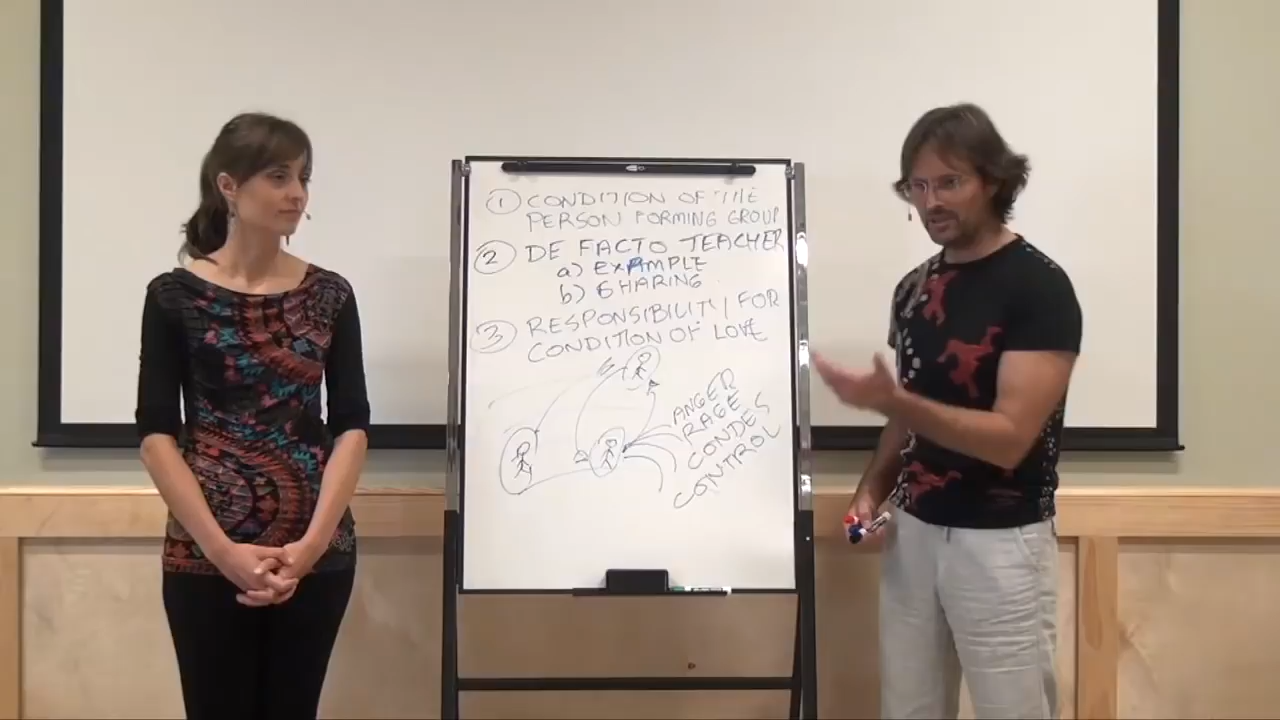 ① CONDITION OF THE
PERSON FORMING GROUP
② DE FACTO TEACHER
a) EXAMPLE
b) SHARING
③ RESPONSIBILITY FOR
CONDITION OF LOVE
ANGER
RAGE
CONDES
CONTROL